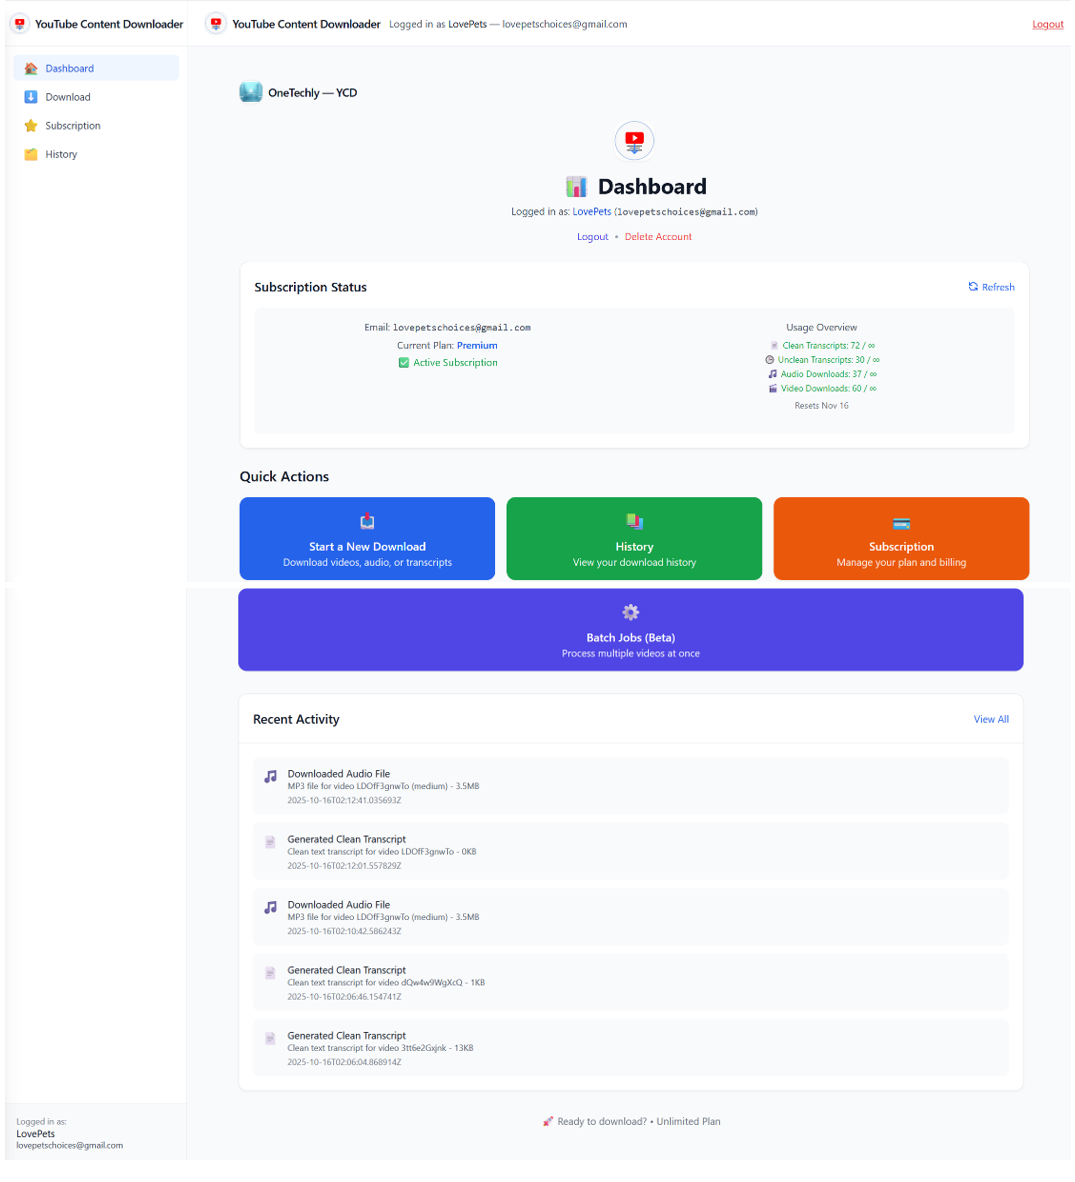 YouTube Content Downloader
YouTube Content Downloader Logged in as LovePets — lovepetschoices@gmail.com
Logout
Dashboard
Download
Subscription
History
OneTechly — YCD
Dashboard
Logged in as: LovePets (lovepetschoices@gmail.com)
Logout • Delete Account
Subscription Status
Refresh
Email: lovepetschoices@gmail.com
Current Plan: Premium
Active Subscription
Usage Overview
Clean Transcripts: 72 / ∞
Unclean Transcripts: 30 / ∞
Audio Downloads: 37 / ∞
Video Downloads: 60 / ∞
Resets Nov 16
Quick Actions
Start a New Download
Download videos, audio, or transcripts
History
View your download history
Subscription
Manage your plan and billing
Batch Jobs (Beta)
Process multiple videos at once
Recent Activity
View All
Downloaded Audio File
MP3 file for video LDOfF3gnwTo (medium) - 3.5MB
2025-10-16T02:12:41.035693Z
Generated Clean Transcript
Clean text transcript for video LDOfF3gnwTo - 0KB
2025-10-16T02:12:01.557829Z
Downloaded Audio File
MP3 file for video LDOfF3gnwTo (medium) - 3.5MB
2025-10-16T02:10:42.586243Z
Generated Clean Transcript
Clean text transcript for video dQw4w9WgXcQ - 1KB
2025-10-16T02:06:46.154741Z
Generated Clean Transcript
Clean text transcript for video 3tt6e2Gxjnk - 13KB
2025-10-16T02:06:04.868914Z
Ready to download? • Unlimited Plan
Logged in as:
LovePets
lovepetschoices@gmail.com